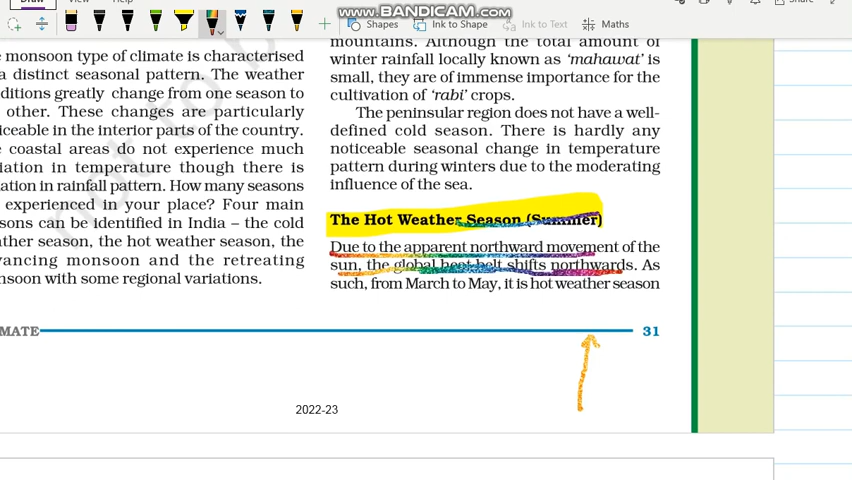 www.BANDICAM.com
Draw View Help Share
Shapes Ink to Shape Ink to Text Maths
monsoon type of climate is characterised
a distinct seasonal pattern. The weather
greatly change from one season to
other. These changes are particularly
in the interior parts of the country.
coastal areas do not experience much
in temperature though there is
in rainfall pattern. How many seasons
experienced in your place? Four main
can be identified in India – the cold
season, the hot weather season, the
monsoon and the retreating
with some regional variations.
mountains. Although the total amount of
winter rainfall locally known as ‘mahawat’ is
small, they are of immense importance for the
cultivation of ‘rabi’ crops.
The peninsular region does not have a well-
defined cold season. There is hardly any
noticeable seasonal change in temperature
pattern during winters due to the moderating
influence of the sea.
The Hot Weather Season (Summer)
Due to the apparent northward movement of the
sun, the global heat belt shifts northwards. As
such, from March to May, it is hot weather season
31
2022-23
not to b